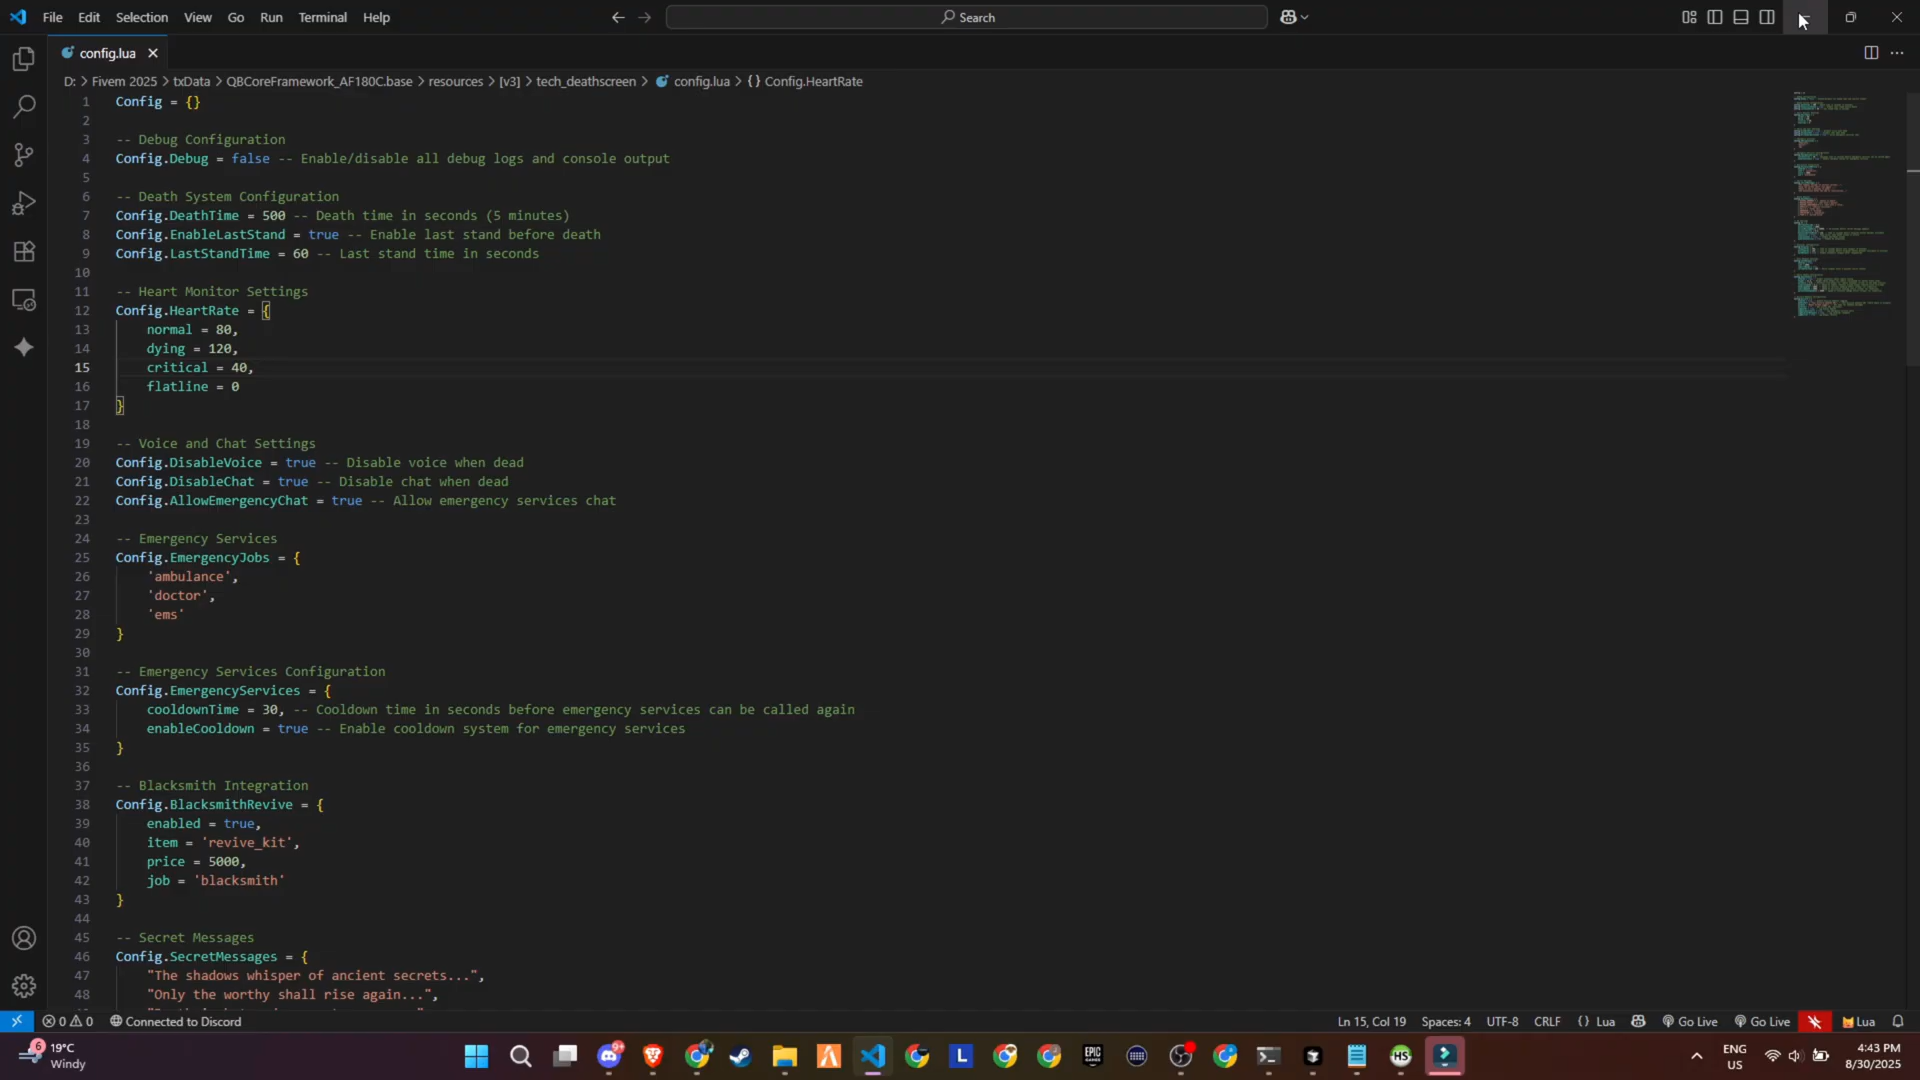 File Edit Selection View Go Run Terminal Help
Search
config.lua
D: > Fivem 2025 > txData > QBCoreFramework_AF180C.base > resources > [v3] > tech_deathscreen > config.lua > {} Config.HeartRate
1 Config = {}
2
3 -- Debug Configuration
4 Config.Debug = false -- Enable/disable all debug logs and console output
5
6 -- Death System Configuration
7 Config.DeathTime = 500 -- Death time in seconds (5 minutes)
8 Config.EnableLastStand = true -- Enable last stand before death
9 Config.LastStandTime = 60 -- Last stand time in seconds
10
11 -- Heart Monitor Settings
12 Config.HeartRate = {
13 normal = 80,
14 dying = 120,
15 critical = 40,
16 flatline = 0
17 }
18
19 -- Voice and Chat Settings
20 Config.DisableVoice = true -- Disable voice when dead
21 Config.DisableChat = true -- Disable chat when dead
22 Config.AllowEmergencyChat = true -- Allow emergency services chat
23
24 -- Emergency Services
25 Config.EmergencyJobs = {
26 'ambulance',
27 'doctor',
28 'ems'
29 }
30
31 -- Emergency Services Configuration
32 Config.EmergencyServices = {
33 cooldownTime = 30, -- Cooldown time in seconds before emergency services can be called again
34 enableCooldown = true -- Enable cooldown system for emergency services
35 }
36
37 -- Blacksmith Integration
38 Config.BlacksmithRevive = {
39 enabled = true,
40 item = 'revive_kit',
41 price = 5000,
42 job = 'blacksmith'
43 }
44
45 -- Secret Messages
46 Config.SecretMessages = {
47 "The shadows whisper of ancient secrets...",
48 "Only the worthy shall rise again...",
0 0 Connected to Discord
Ln 15, Col 19 Spaces: 4 UTF-8 CRLF {} Lua Go Live Go Live Lua
6
19°C
Windy
9+
L
EPIC GAMES
HS
ENG
US
4:43 PM
8/30/2025